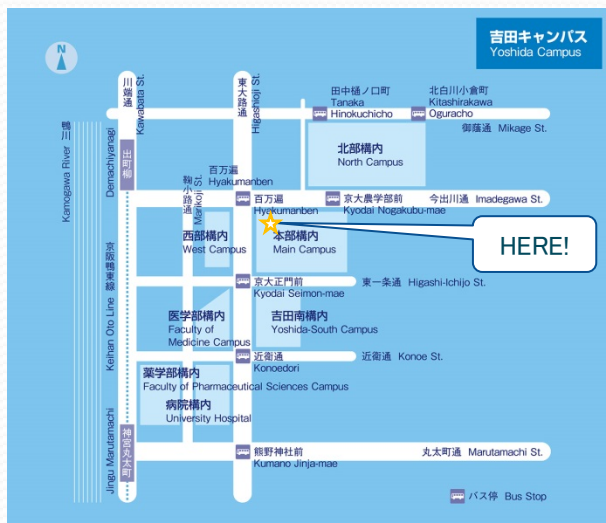 吉田キャンパス
Yoshida Campus
N
川端通
Kawabata St.
東大路通
Higashioji St.
田中樋ノ口町
Tanaka
Hinokuchicho
北白川小倉町
Kitashirakawa
Oguracho
御蔭通 Mikage St.
鴨川
Kamogawa River
出町柳
Demachiyanagi
北部構内
North Campus
鞠小路通
Marikoji St.
百万遍
Hyakumanben
百万遍
Hyakumanben
京大農学部前
Kyodai Nogakubu-mae
今出川通 Imadegawa St.
西部構内
West Campus
本部構内
Main Campus
HERE!
京阪鴨東線
Keihan Oto Line
京大正門前
Kyodai Seimon-mae
東一条通 Higashi-Ichijo St.
医学部構内
Faculty of
Medicine Campus
吉田南構内
Yoshida-South Campus
近衛通
Konoedori
近衛通 Konoe St.
薬学部構内
Faculty of Pharmaceutical Sciences Campus
病院構内
University Hospital
神宮丸太町
Jingu Marutamachi
熊野神社前
Kumano Jinja-mae
丸太町通 Marutamachi St.
バス停 Bus Stop